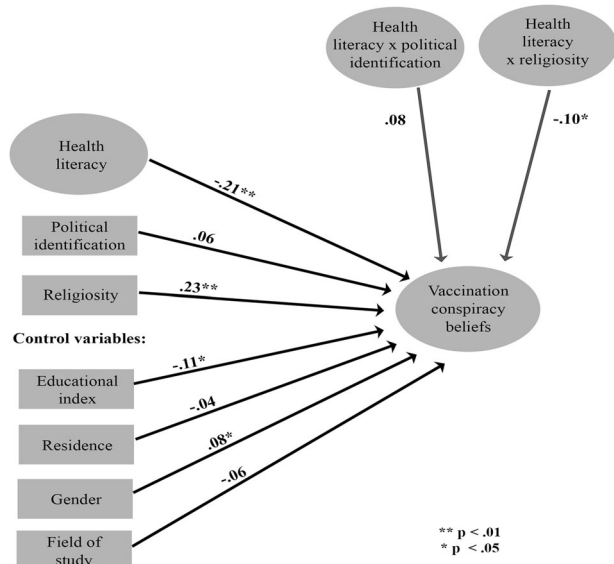 Health
literacy x political
identification
Health
literacy
x religiosity
.08
-.10*
Health
literacy
-.21**
Political
identification
.06
Religiosity
.23**
Vaccination
conspiracy
beliefs
Control variables:
Educational
index
-.11*
Residence
-.04
Gender
.08*
Field of
study
-.06
** p < .01
* p < .05